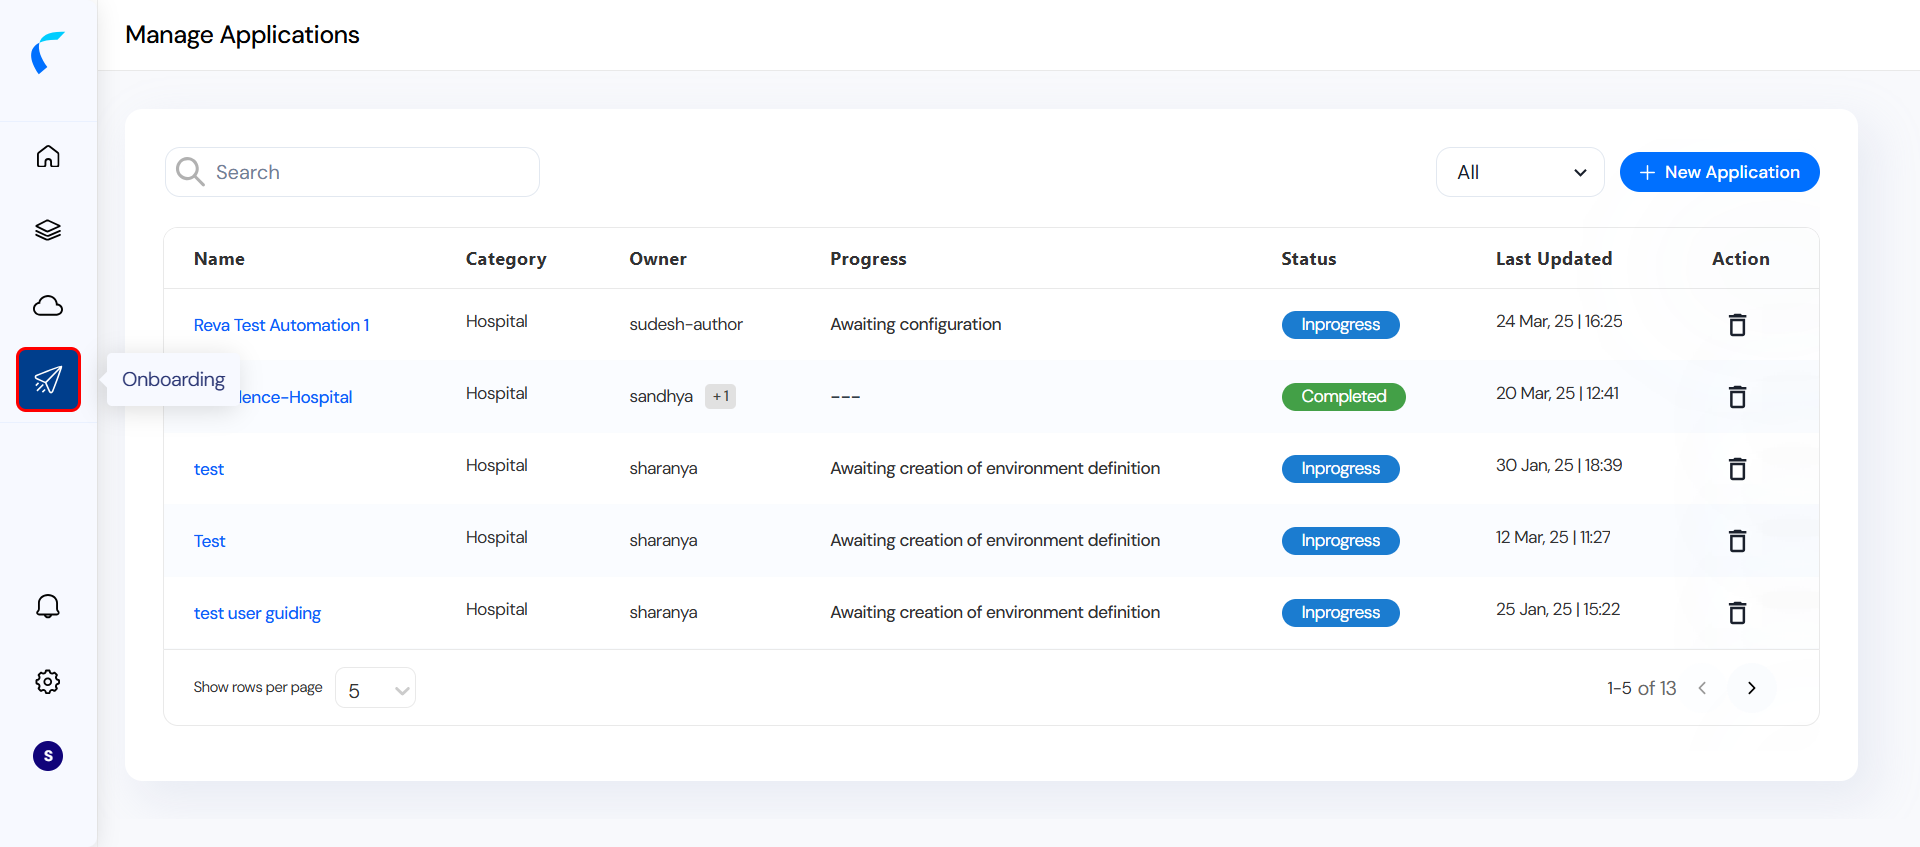 Manage Applications
Search
All
+ New Application
Name Category Owner Progress Status Last Updated Action
Reva Test Automation 1 Hospital sudesh-author Awaiting configuration Inprogress 24 Mar, 25 | 16:25
Onboarding
lence-Hospital Hospital sandhya +1 --- Completed 20 Mar, 25 | 12:41
test Hospital sharanya Awaiting creation of environment definition Inprogress 30 Jan, 25 | 18:39
Test Hospital sharanya Awaiting creation of environment definition Inprogress 12 Mar, 25 | 11:27
test user guiding Hospital sharanya Awaiting creation of environment definition Inprogress 25 Jan, 25 | 15:22
Show rows per page 5 1-5 of 13
S